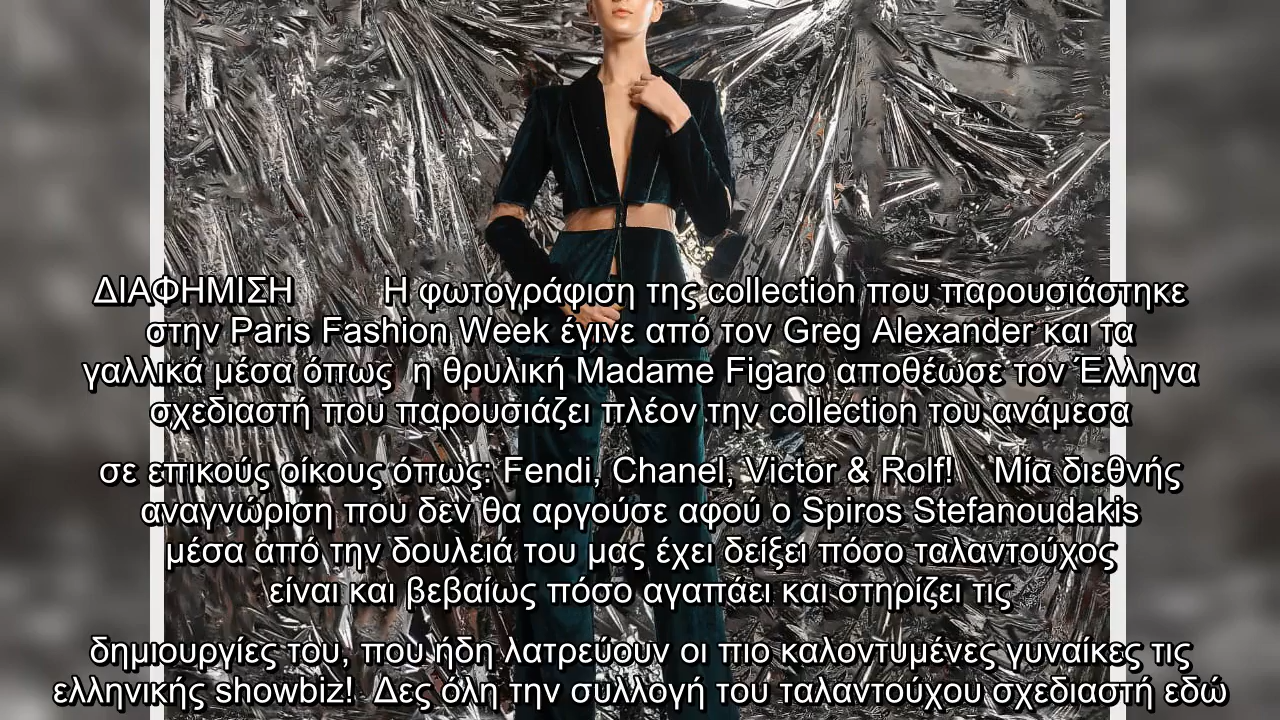 ΔΙΑΦΗΜΙΣΗ Η φωτογράφιση της collection που παρουσιάστηκε
στην Paris Fashion Week έγινε από τον Greg Alexander και τα
γαλλικά μέσα όπως η θρυλική Madame Figaro αποθέωσε τον Έλληνα
σχεδιαστή που παρουσιάζει πλέον την collection του ανάμεσα
σε επικούς οίκους όπως: Fendi, Chanel, Victor & Rolf! Μία διεθνής
αναγνώριση που δεν θα αργούσε αφού ο Spiros Stefanoudakis
μέσα από την δουλειά του μας έχει δείξει πόσο ταλαντούχος
είναι και βεβαίως πόσο αγαπάει και στηρίζει τις
δημιουργίες του, που ήδη λατρεύουν οι πιο καλοντυμένες γυναίκες τις
ελληνικής showbiz! Δες όλη την συλλογή του ταλαντούχου σχεδιαστή εδώ